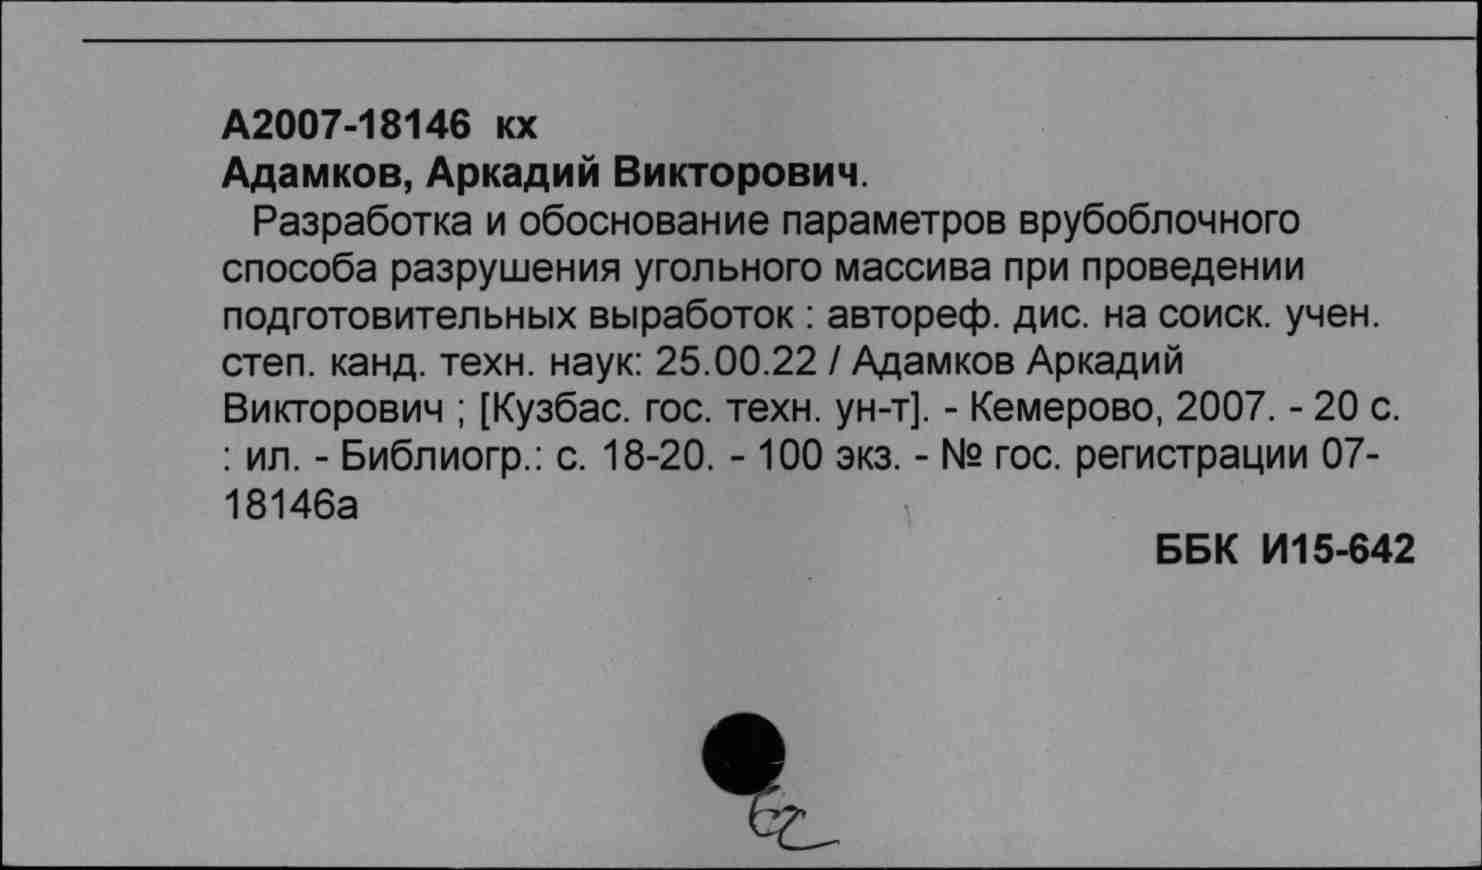 А2007-18146 кх
Адамков, Аркадий Викторович.
Разработка и обоснование параметров врубоблочного
способа разрушения угольного массива при проведении
подготовительных выработок : автореф. дис. на соиск. учен.
степ. канд. техн. наук: 25.00.22 / Адамков Аркадий
Викторович ; [Кузбас. гос. техн. ун-т]. - Кемерово, 2007. - 20 с.
: ил. - Библиогр.: с. 18-20. - 100 экз. - № гос. регистрации 07-
18146а
ББК И15-642